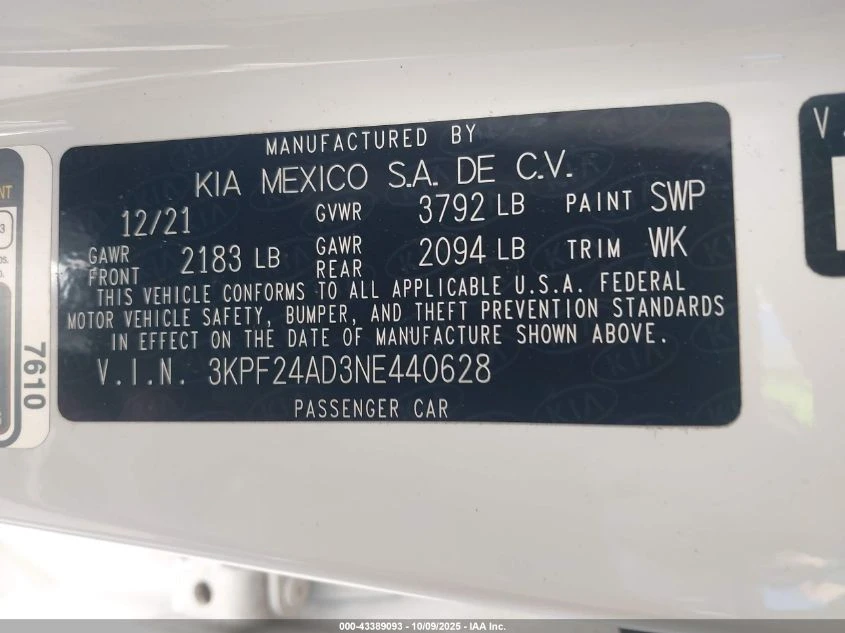 MANUFACTURED BY
KIA MEXICO S.A. DE C.V.
12/21 GVWR 3792 LB PAINT SWP
GAWR FRONT 2183 LB GAWR REAR 2094 LB TRIM WK
THIS VEHICLE CONFORMS TO ALL APPLICABLE U.S.A. FEDERAL
MOTOR VEHICLE SAFETY, BUMPER, AND THEFT PREVENTION STANDARDS
IN EFFECT ON THE DATE OF MANUFACTURE SHOWN ABOVE.
V.I.N. 3KPF24AD3NE440628
PASSENGER CAR
7610
3
V.
000-43389093 - 10/09/2025 - IAA Inc.